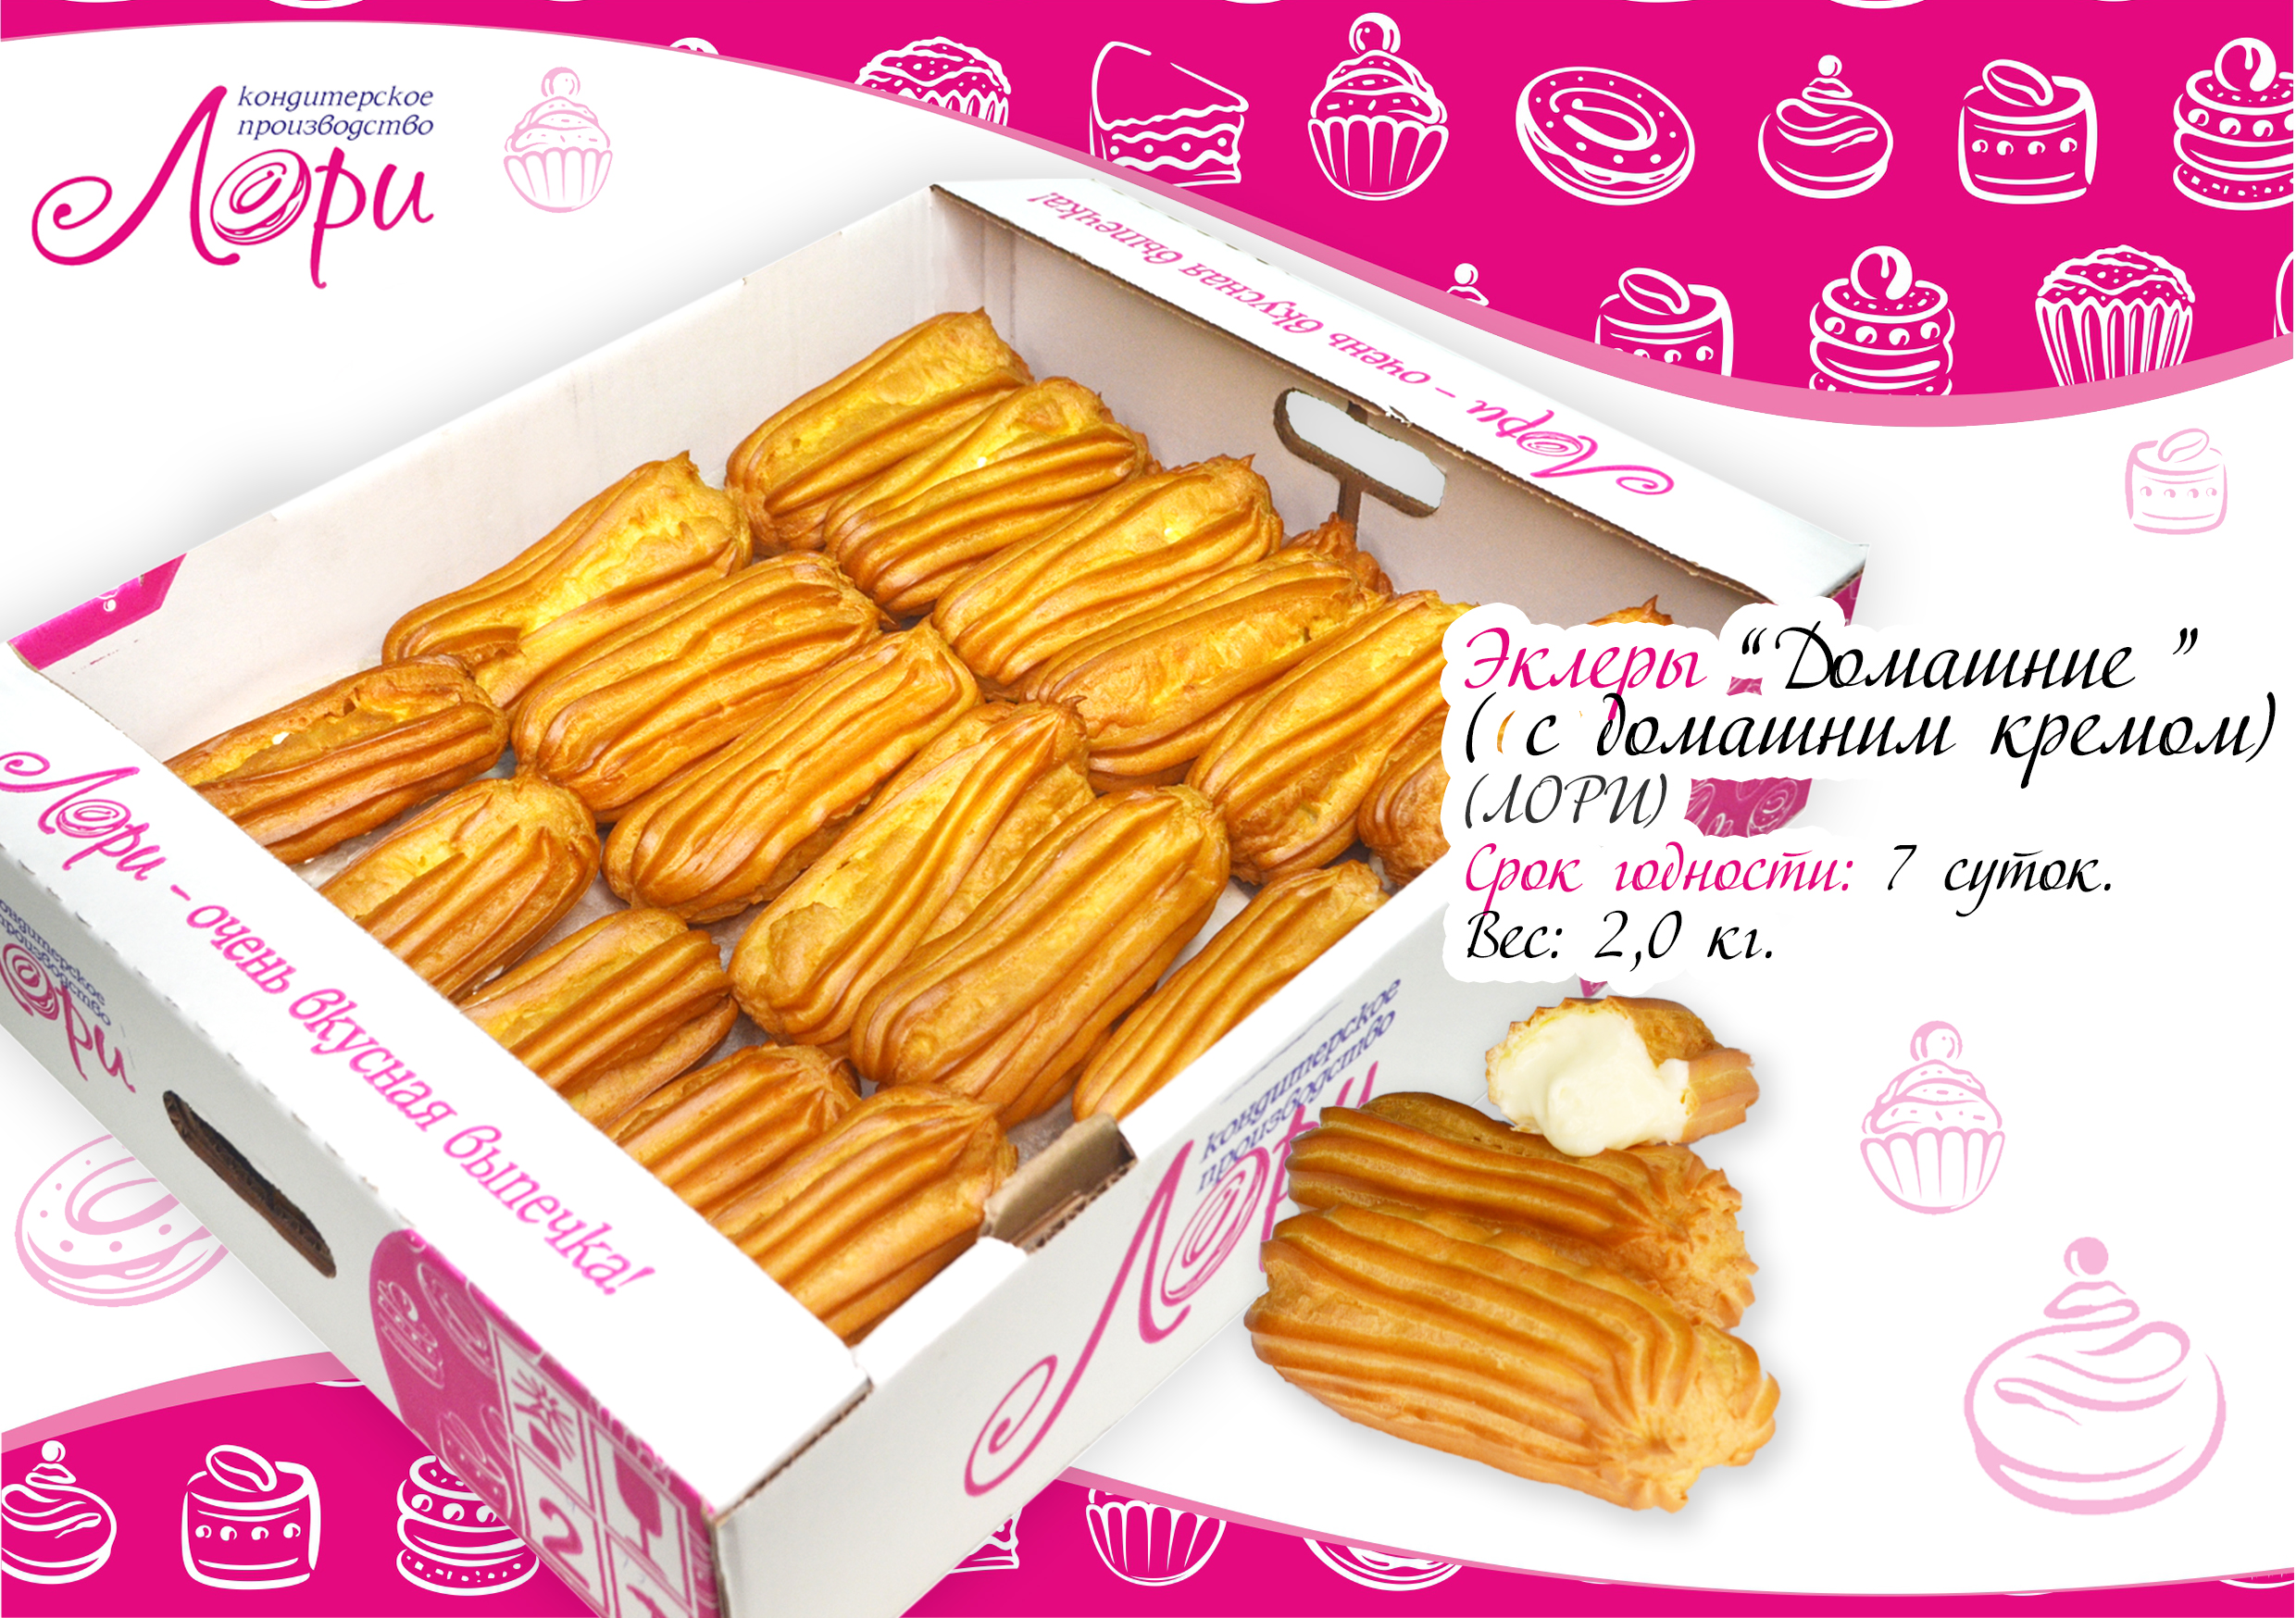 кондитерское
производство
Лори
Лори – очень вкусная выпечка!
Эклеры “Домашние ”
( с домашним кремом)
(ЛОРИ)
Срок годности: 7 суток.
Вес: 2,0 кг.
Лори – очень вкусная выпечка!
кондитерское
производство
Лори
кондитерское
производство
Лори
2